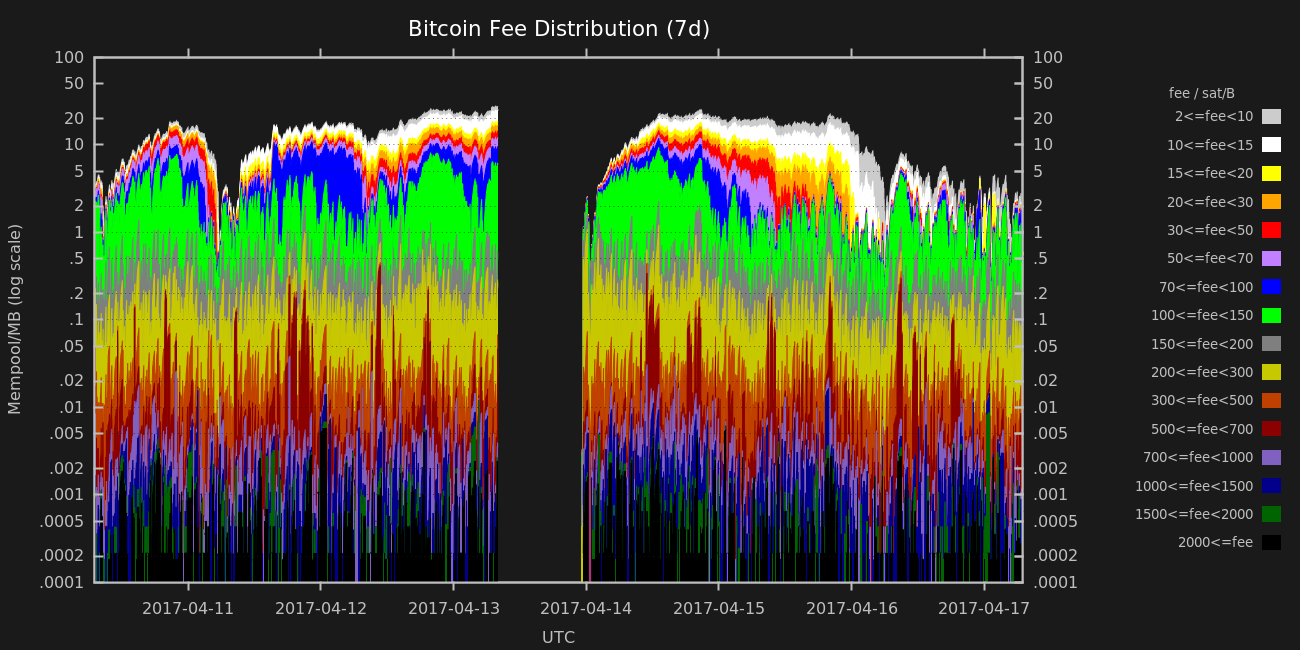 Bitcoin Fee Distribution (7d)
100 100
50 50
20 20
10 10
5 5
2 2
1 1
.5 .5
.2 .2
.1 .1
.05 .05
.02 .02
.01 .01
.005 .005
.002 .002
.001 .001
.0005 .0005
.0002 .0002
.0001 .0001
Mempool/MB (log scale)
2017-04-11 2017-04-12 2017-04-13 2017-04-14 2017-04-15 2017-04-16 2017-04-17
UTC
fee / sat/B
2<=fee<10
10<=fee<15
15<=fee<20
20<=fee<30
30<=fee<50
50<=fee<70
70<=fee<100
100<=fee<150
150<=fee<200
200<=fee<300
300<=fee<500
500<=fee<700
700<=fee<1000
1000<=fee<1500
1500<=fee<2000
2000<=fee